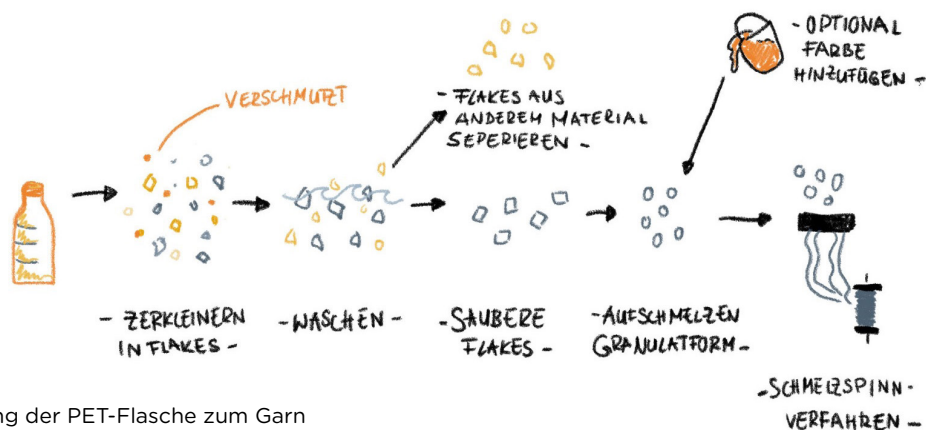 VERSCHMUTZT
- FLAKES AUS
ANDEREM MATERIAL
SEPERIEREN -
- OPTIONAL
FARBE
HINZUFÜGEN -
- ZERKLEINERN
IN FLAKES -
- WASCHEN -
- SAUBERE
FLAKES -
- AUFSCHMELZEN
GRANULATFORM -
- SCHMELZSPINN-
VERFAHREN -
ng der PET-Flasche zum Garn